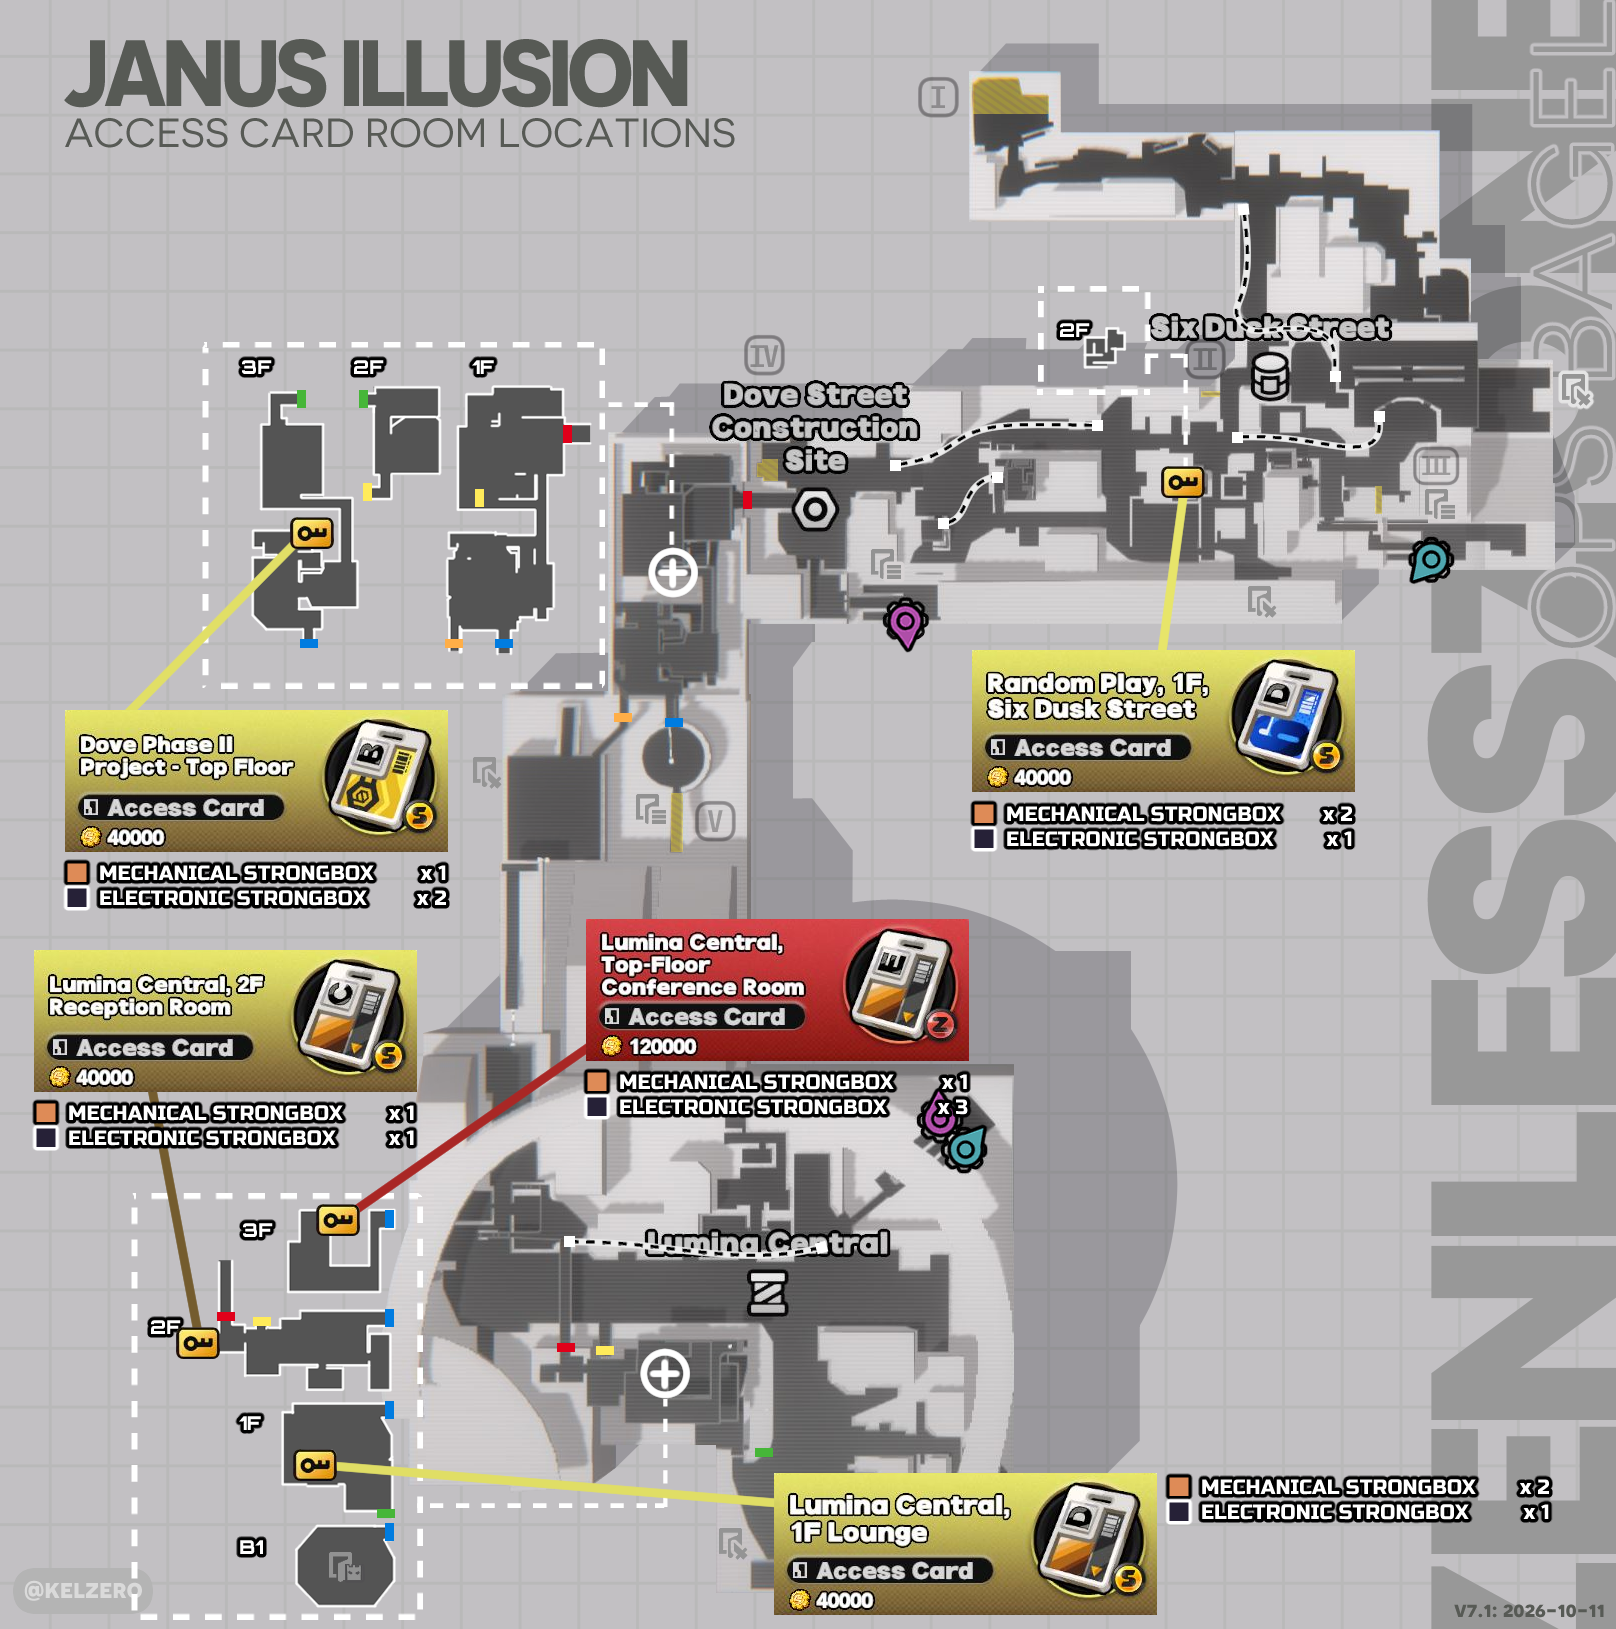 JANUS ILLUSION
ACCESS CARD ROOM LOCATIONS
I
Six Dusk Street
2F
II
III
IV
Dove Street
Construction
Site
3F
2F
1F
V
Dove Phase II
Project - Top Floor
Access Card
40000
MECHANICAL STRONGBOX x1
ELECTRONIC STRONGBOX x2
Random Play, 1F,
Six Dusk Street
Access Card
40000
MECHANICAL STRONGBOX x2
ELECTRONIC STRONGBOX x1
Lumina Central, 2F
Reception Room
Access Card
40000
MECHANICAL STRONGBOX x1
ELECTRONIC STRONGBOX x1
Lumina Central,
Top-Floor
Conference Room
Access Card
120000
MECHANICAL STRONGBOX x1
ELECTRONIC STRONGBOX x3
Lumina Central
3F
2F
1F
B1
Lumina Central,
1F Lounge
Access Card
40000
MECHANICAL STRONGBOX x2
ELECTRONIC STRONGBOX x1
@KELZERO
V7.1: 2026-10-11